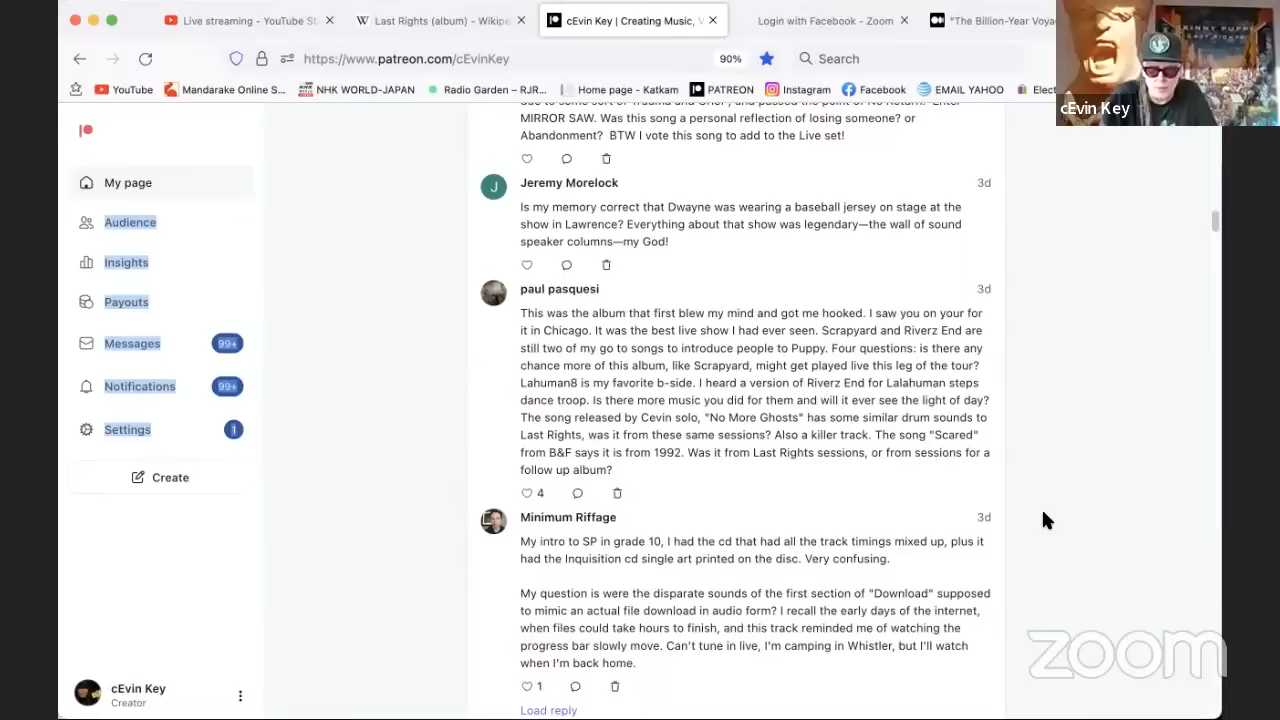 Live streaming - YouTube St
Last Rights (album) - Wikipe
cEvin Key | Creating Music, V
Login with Facebook - Zoom
"The Billion-Year Voya
https://www.patreon.com/cEvinKey
90%
Search
YouTube
Mandarake Online S...
NHK WORLD-JAPAN
Radio Garden – RJR...
Home page - Katkam
PATREON
Instagram
Facebook
EMAIL YAHOO
SKINNY PUPPY
LAST RIGHTS
cEvin Key
My page
Audience
Insights
Payouts
Messages 99+
Notifications 99+
Settings 1
Create
cEvin Key
Creator
MIRROR SAW. Was this song a personal reflection of losing someone? or
Abandonment? BTW I vote this song to add to the Live set!
J
Jeremy Morelock 3d
Is my memory correct that Dwayne was wearing a baseball jersey on stage at the
show in Lawrence? Everything about that show was legendary—the wall of sound
speaker columns—my God!
paul pasquesi 3d
This was the album that first blew my mind and got me hooked. I saw you on your for
it in Chicago. It was the best live show I had ever seen. Scrapyard and Riverz End are
still two of my go to songs to introduce people to Puppy. Four questions: is there any
chance more of this album, like Scrapyard, might get played live this leg of the tour?
Lahuman8 is my favorite b-side. I heard a version of Riverz End for Lalahuman steps
dance troop. Is there more music you did for them and will it ever see the light of day?
The song released by Cevin solo, "No More Ghosts" has some similar drum sounds to
Last Rights, was it from these same sessions? Also a killer track. The song "Scared"
from B&F says it is from 1992. Was it from Last Rights sessions, or from sessions for a
follow up album?
4
Minimum Riffage 3d
My intro to SP in grade 10, I had the cd that had all the track timings mixed up, plus it
had the Inquisition cd single art printed on the disc. Very confusing.
My question is were the disparate sounds of the first section of "Download" supposed
to mimic an actual file download in audio form? I recall the early days of the internet,
when files could take hours to finish, and this track reminded me of watching the
progress bar slowly move. Can't tune in live, I'm camping in Whistler, but I'll watch
when I'm back home.
1
Load reply
zoom